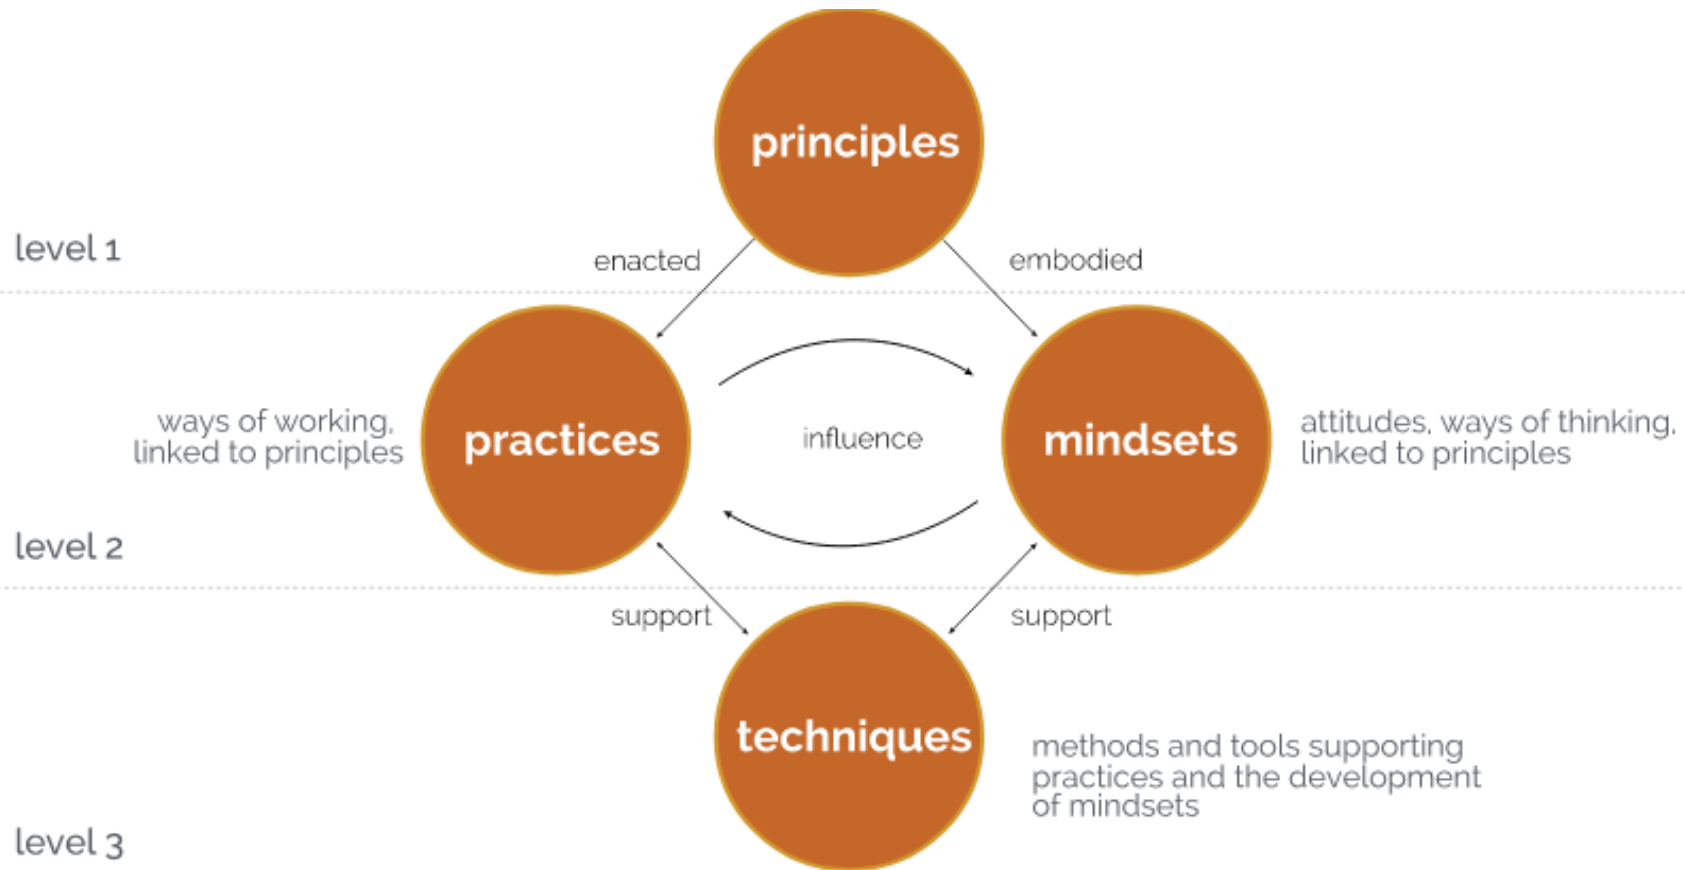 principles
level 1
enacted
embodied
ways of working,
linked to principles
practices
influence
mindsets
attitudes, ways of thinking,
linked to principles
level 2
support
support
techniques
methods and tools supporting
practices and the development
of mindsets
level 3